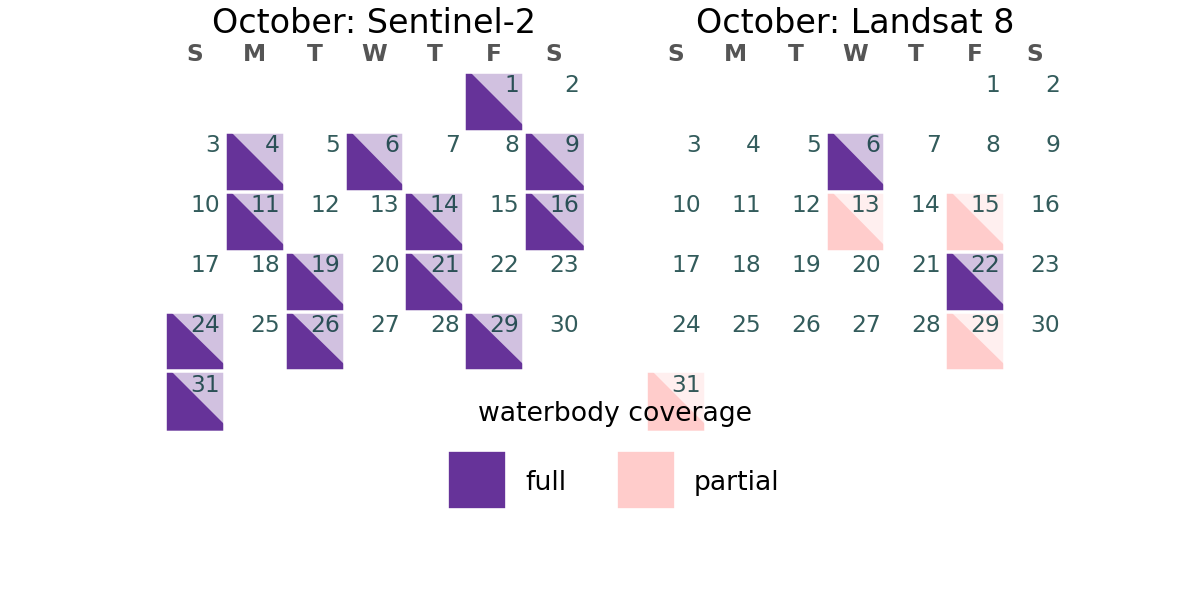 October: Sentinel-2
S M T W T F S
1 2
3 4 5 6 7 8 9
10 11 12 13 14 15 16
17 18 19 20 21 22 23
24 25 26 27 28 29 30
31
October: Landsat 8
S M T W T F S
1 2
3 4 5 6 7 8 9
10 11 12 13 14 15 16
17 18 19 20 21 22 23
24 25 26 27 28 29 30
31
waterbody coverage
full partial